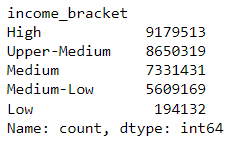 income_bracket
High 9179513
Upper-Medium 8650319
Medium 7331431
Medium-Low 5609169
Low 194132
Name: count, dtype: int64